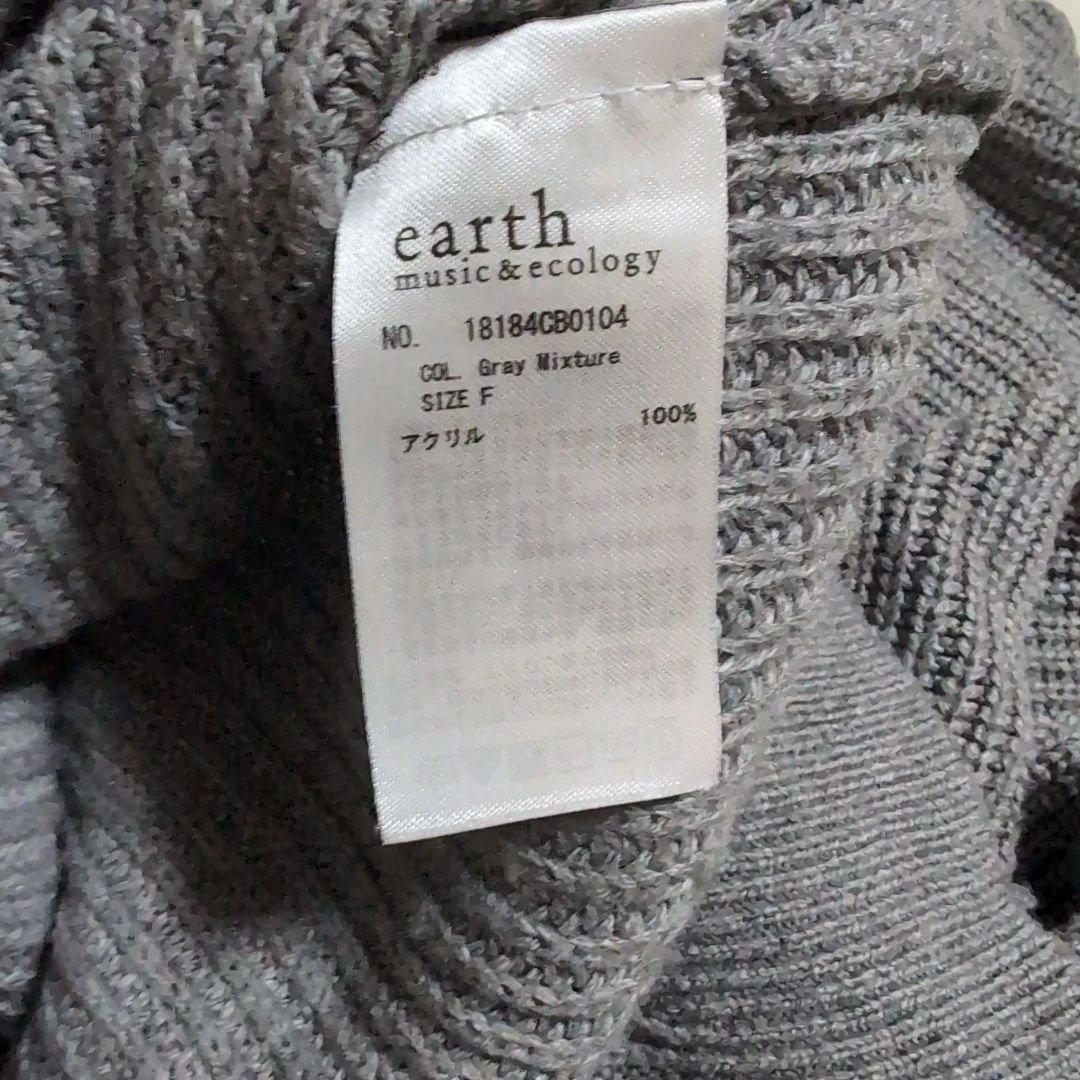 earth
music&ecology
NO. 18184CB0104
COL. Gray Mixture
SIZE F
アクリル 100%